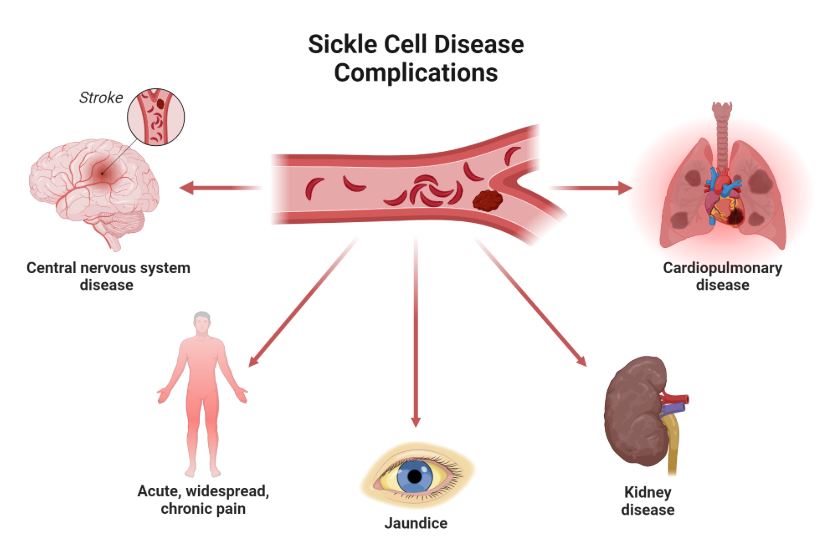 Sickle Cell Disease
Complications
Stroke
Central nervous system
disease
Cardiopulmonary
disease
Acute, widespread,
chronic pain
Jaundice
Kidney
disease